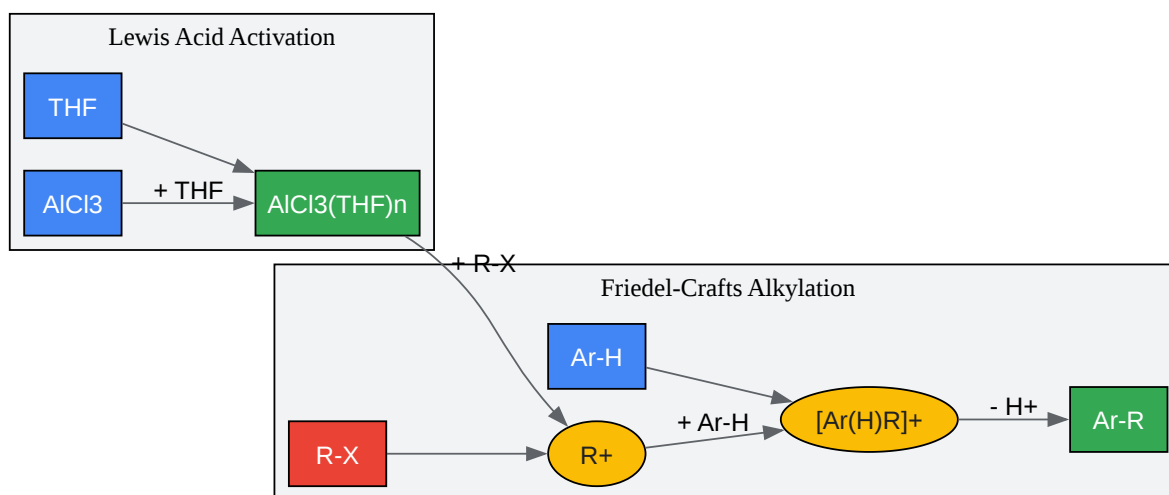 Lewis Acid Activation
THF
AlCl3
+ THF
AlCl3(THF)n
+ R-X
Friedel-Crafts Alkylation
Ar-H
R-X
R+
+ Ar-H
[Ar(H)R]+
- H+
Ar-R